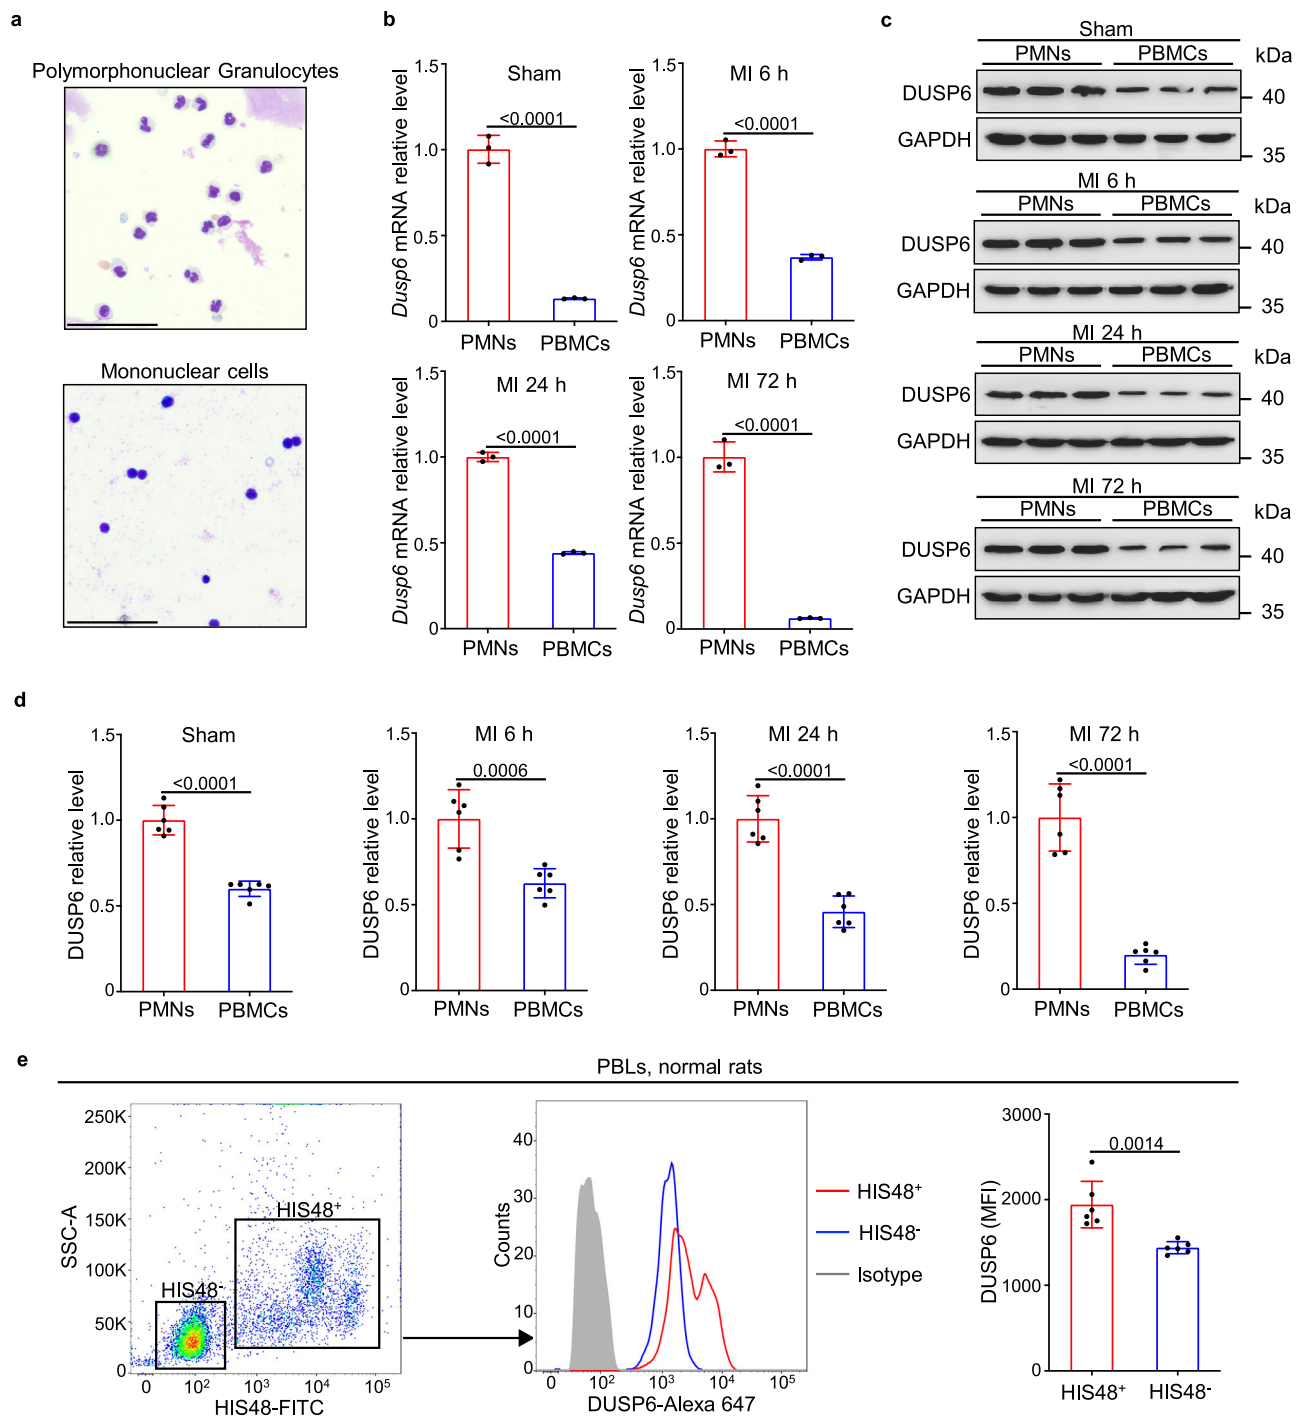 a
Polymorphonuclear Granulocytes
Mononuclear cells
b
Sham
Dusp6 mRNA relative level
1.5
1.0
0.5
0
<0.0001
PMNs PBMCs
MI 6 h
Dusp6 mRNA relative level
1.5
1.0
0.5
0
<0.0001
PMNs PBMCs
MI 24 h
Dusp6 mRNA relative level
1.5
1.0
0.5
0
<0.0001
PMNs PBMCs
MI 72 h
Dusp6 mRNA relative level
1.5
1.0
0.5
0
<0.0001
PMNs PBMCs
c
Sham
PMNs PBMCs kDa
DUSP6 40
GAPDH 35
MI 6 h
PMNs PBMCs kDa
DUSP6 40
GAPDH 35
MI 24 h
PMNs PBMCs kDa
DUSP6 40
GAPDH 35
MI 72 h
PMNs PBMCs kDa
DUSP6 40
GAPDH 35
d
Sham
DUSP6 relative level
1.5
1.0
0.5
0
<0.0001
PMNs PBMCs
MI 6 h
DUSP6 relative level
1.5
1.0
0.5
0
0.0006
PMNs PBMCs
MI 24 h
DUSP6 relative level
1.5
1.0
0.5
0
<0.0001
PMNs PBMCs
MI 72 h
DUSP6 relative level
1.5
1.0
0.5
0
<0.0001
PMNs PBMCs
e
PBLs, normal rats
SSC-A
250K
200K
150K
100K
50K
0
HIS48⁺
HIS48⁻
0 10² 10³ 10⁴ 10⁵
HIS48-FITC
Counts
40
30
20
10
0
0 10² 10³ 10⁴ 10⁵
DUSP6-Alexa 647
HIS48⁺
HIS48⁻
Isotype
DUSP6 (MFI)
3000
2000
1000
0
0.0014
HIS48⁺ HIS48⁻